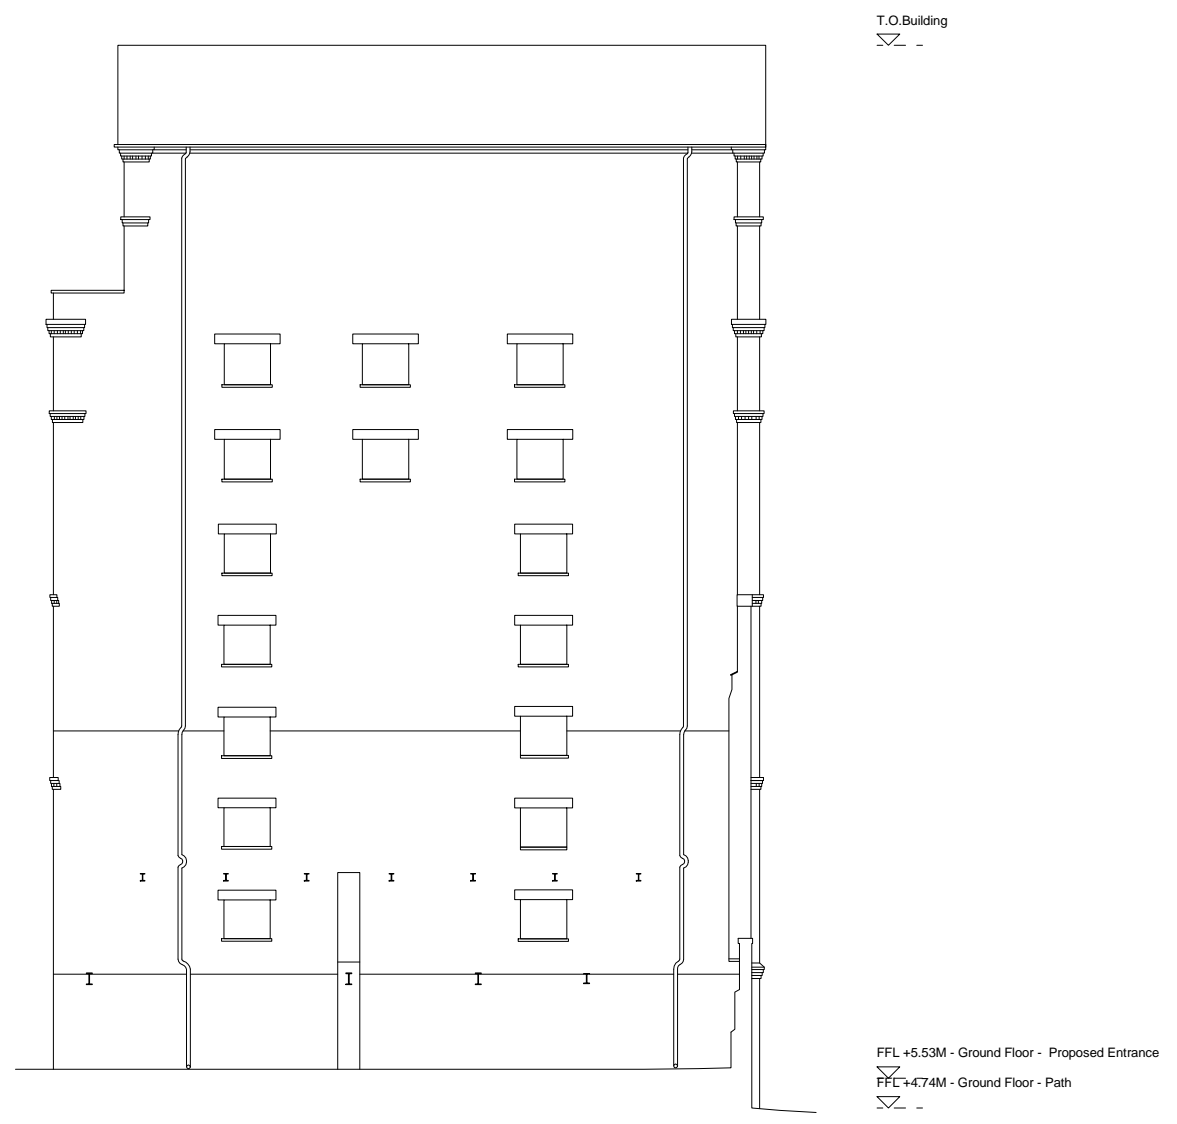 T.O.Building
FFL +5.53M - Ground Floor - Proposed Entrance
FFL +4.74M - Ground Floor - Path